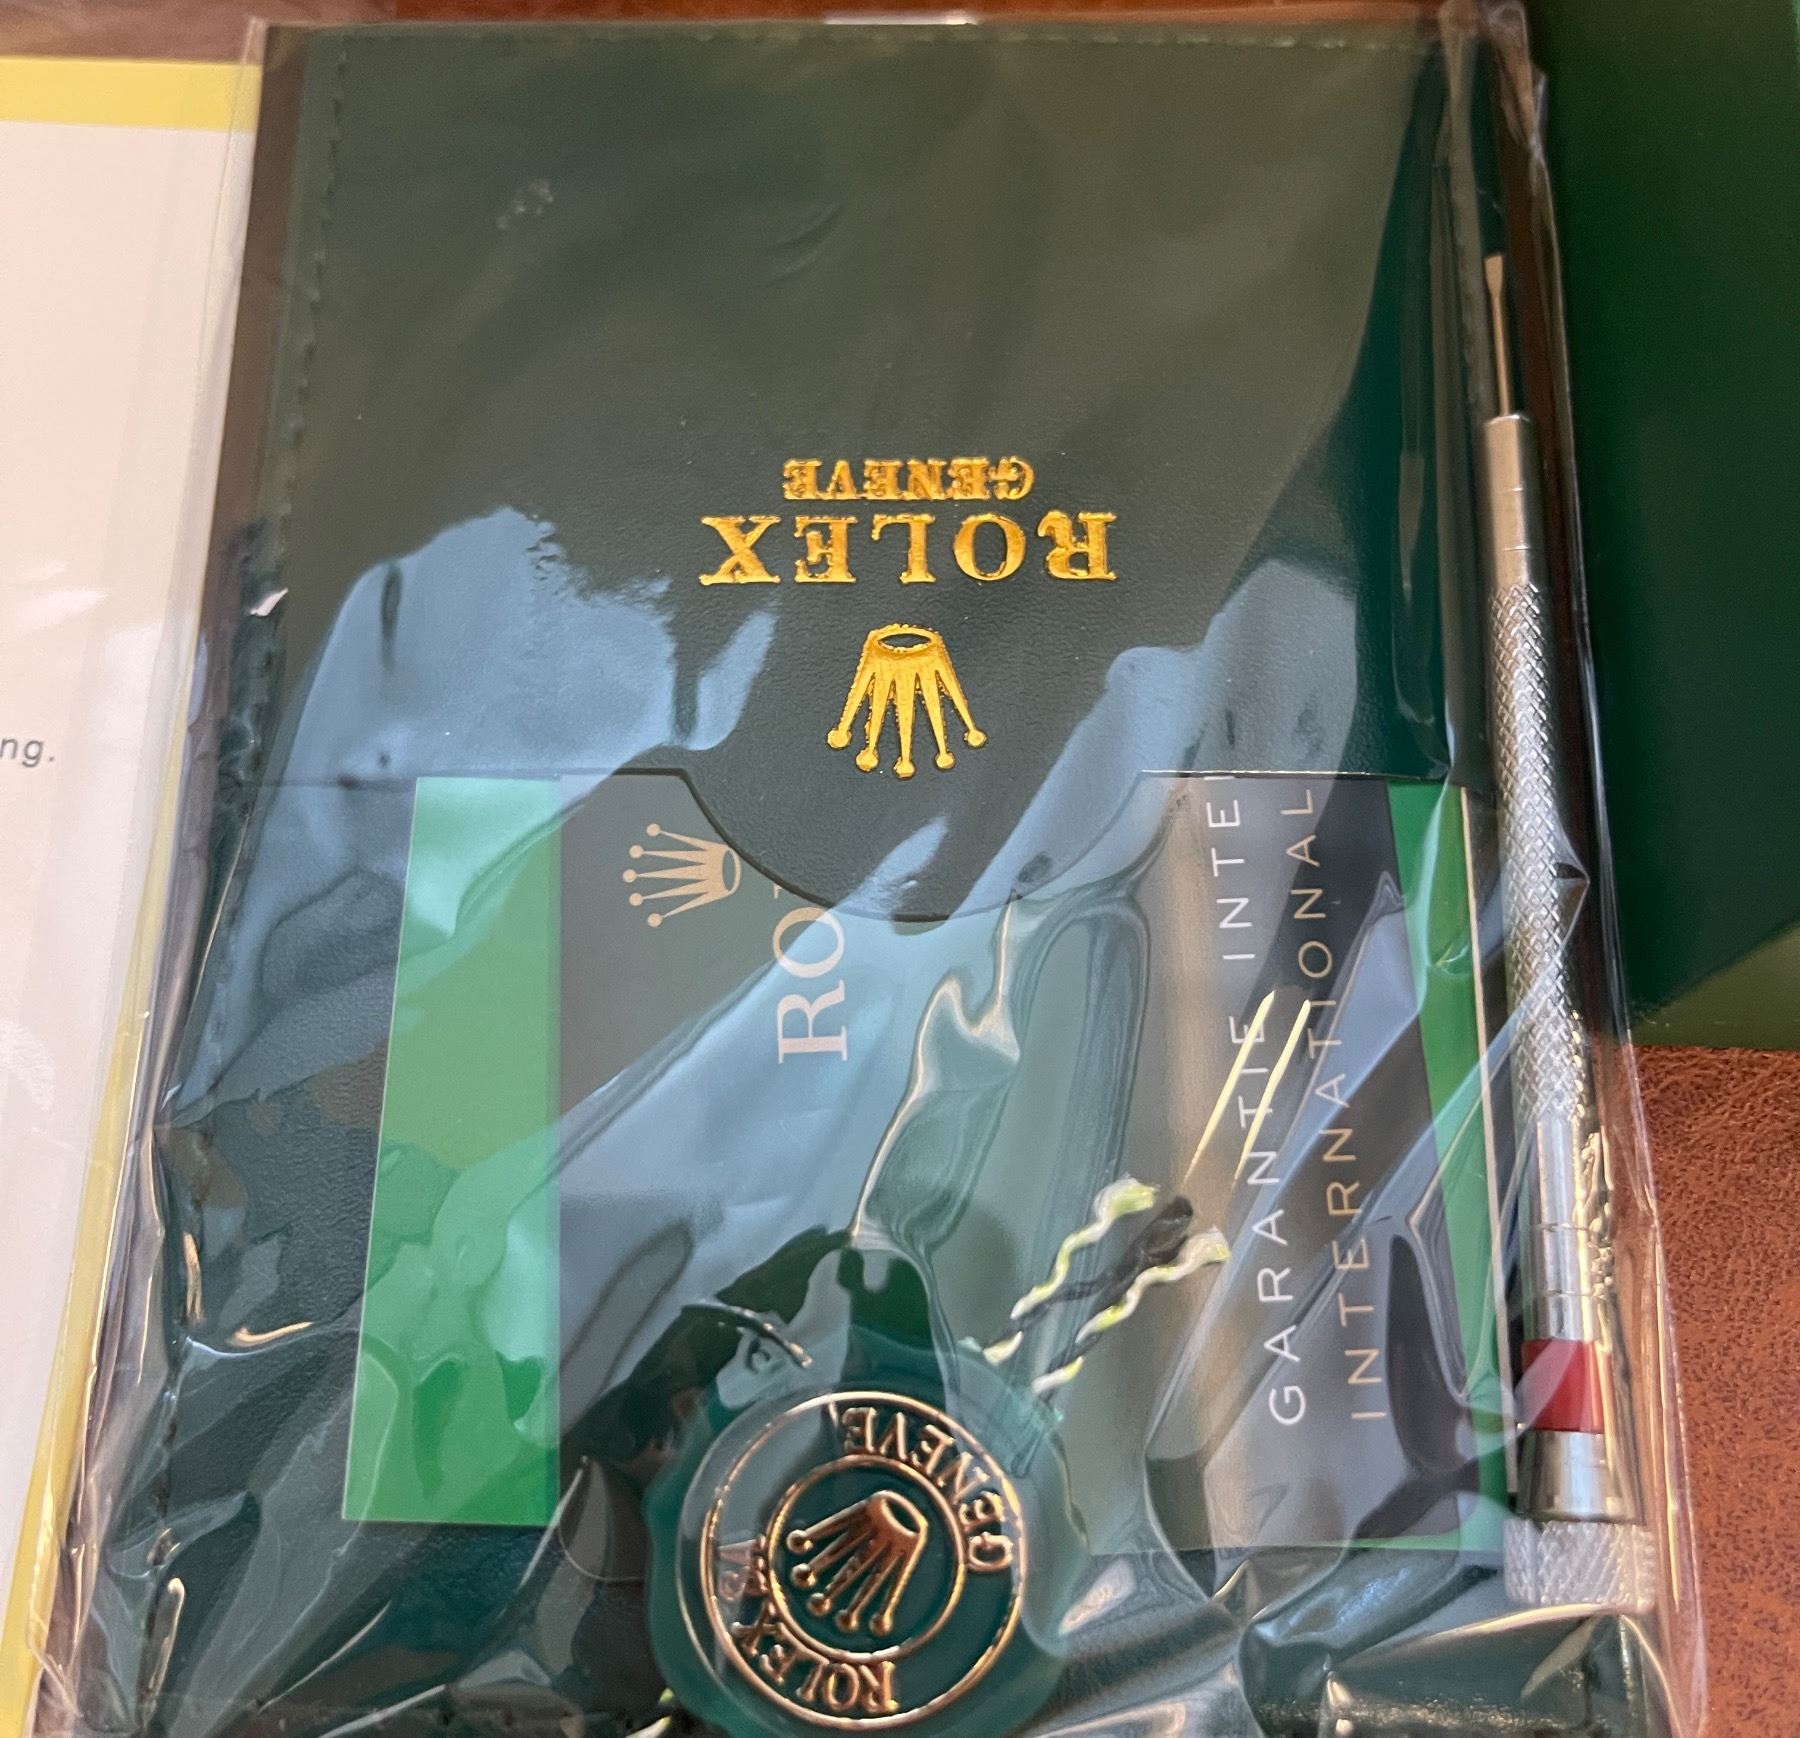 ROLEX
GENEVE
RO
GARANTIE INTE
INTERNATIONAL
ROLEX
GENEVE
ng.